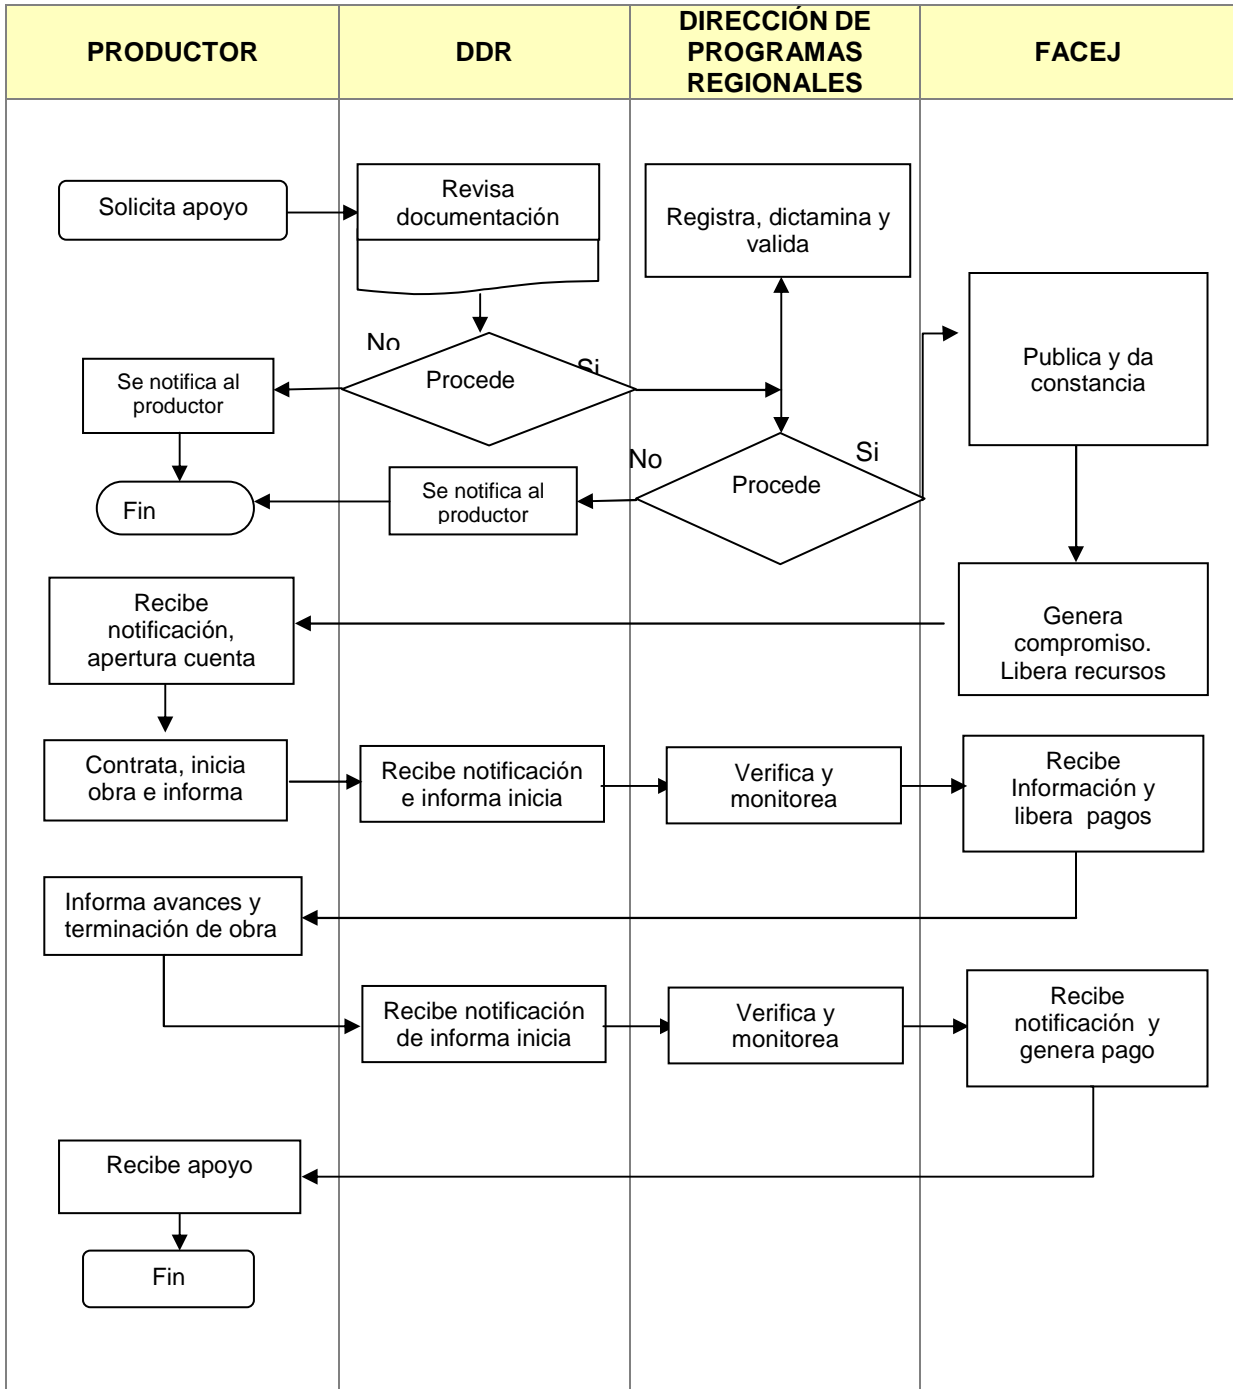 PRODUCTOR
DDR
DIRECCIÓN DE
PROGRAMAS
REGIONALES
FACEJ
Solicita apoyo
Revisa
documentación
Registra, dictamina y
valida
Publica y da
constancia
No
Si
Procede
Se notifica al
productor
No
Si
Procede
Se notifica al
productor
Fin
Genera
compromiso.
Libera recursos
Recibe
notificación,
apertura cuenta
Contrata, inicia
obra e informa
Recibe notificación
e informa inicia
Verifica y
monitorea
Recibe
Información y
libera pagos
Informa avances y
terminación de obra
Recibe notificación
de informa inicia
Verifica y
monitorea
Recibe
notificación y
genera pago
Recibe apoyo
Fin